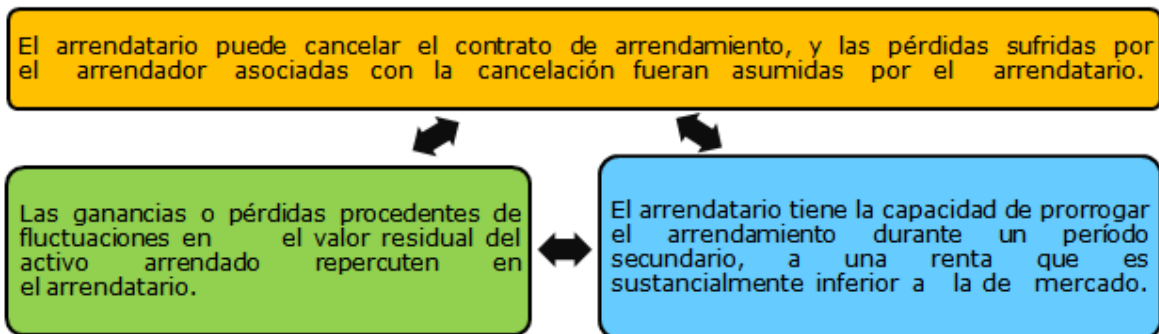 El arrendatario puede cancelar el contrato de arrendamiento, y las pérdidas sufridas por
el arrendador asociadas con la cancelación fueran asumidas por el arrendatario.
Las ganancias o pérdidas procedentes de
fluctuaciones en el valor residual del
activo arrendado repercuten en
el arrendatario.
El arrendatario tiene la capacidad de prorrogar
el arrendamiento durante un período
secundario, a una renta que es
sustancialmente inferior a la de mercado.